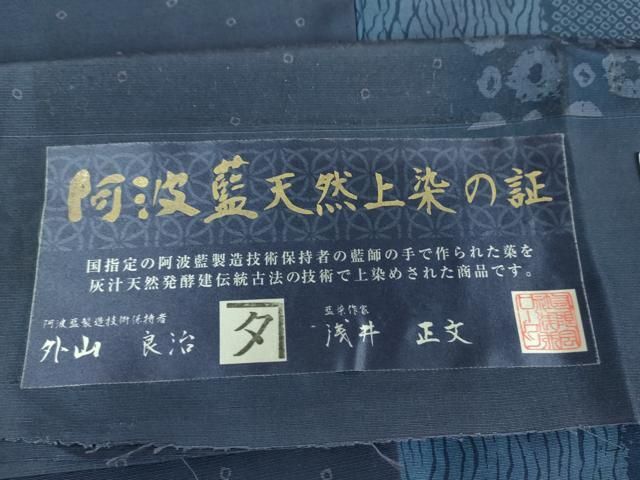 阿波藍天然上染の証
国指定の阿波藍製造技術保持者の藍師の手で作られた蒅を
灰汁天然発酵建伝統古法の技術で上染めされた商品です。
阿波藍製造技術保持者
外山 良治
夕
藍染作家
浅井 正文